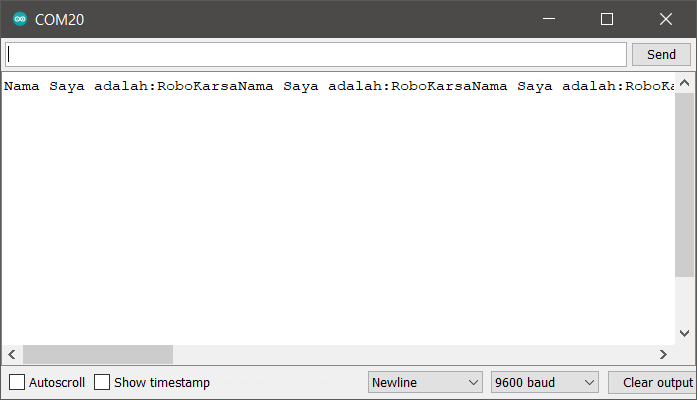 COM20
Send
Nama Saya adalah:RoboKarsaNama Saya adalah:RoboKarsaNama Saya adalah:RoboKa
Autoscroll Show timestamp Newline 9600 baud Clear output